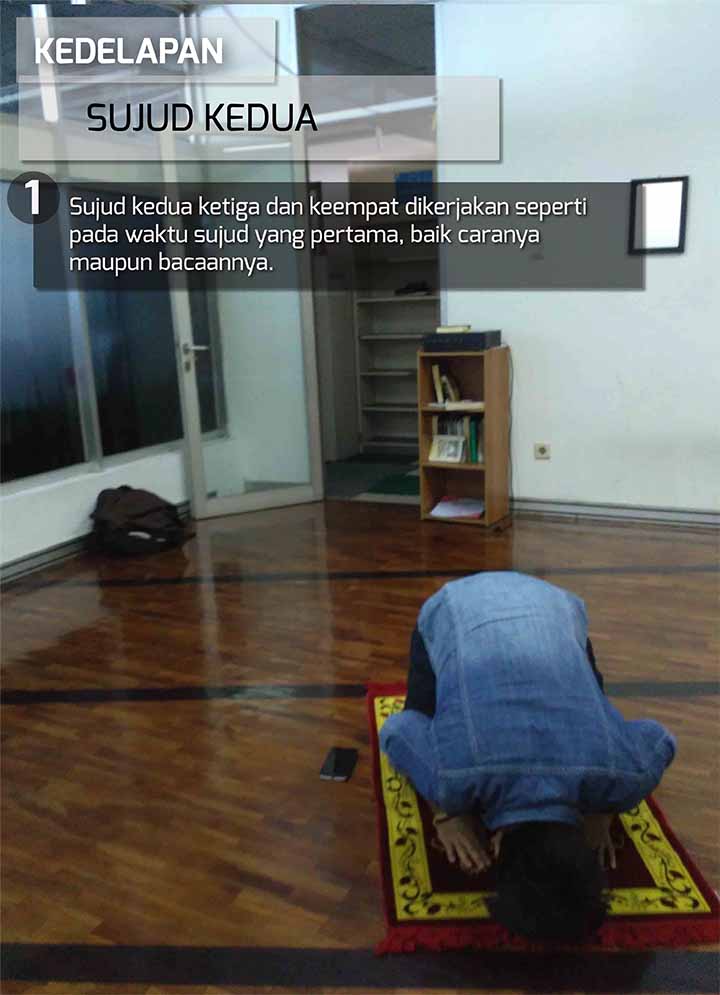 KEDELAPAN
SUJUD KEDUA
1
Sujud kedua ketiga dan keempat dikerjakan seperti
pada waktu sujud yang pertama, baik caranya
maupun bacaannya.